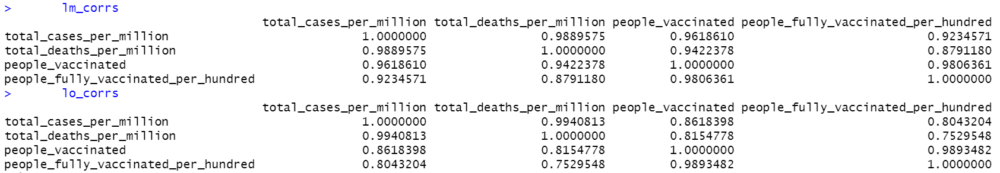 > lm_corrs
total_cases_per_million total_deaths_per_million people_vaccinated people_fully_vaccinated_per_hundred
total_cases_per_million 1.0000000 0.9889575 0.9618610 0.9234571
total_deaths_per_million 0.9889575 1.0000000 0.9422378 0.8791180
people_vaccinated 0.9618610 0.9422378 1.0000000 0.9806361
people_fully_vaccinated_per_hundred 0.9234571 0.8791180 0.9806361 1.0000000
> lo_corrs
total_cases_per_million total_deaths_per_million people_vaccinated people_fully_vaccinated_per_hundred
total_cases_per_million 1.0000000 0.9940813 0.8618398 0.8043204
total_deaths_per_million 0.9940813 1.0000000 0.8154778 0.7529548
people_vaccinated 0.8618398 0.8154778 1.0000000 0.9893482
people_fully_vaccinated_per_hundred 0.8043204 0.7529548 0.9893482 1.0000000